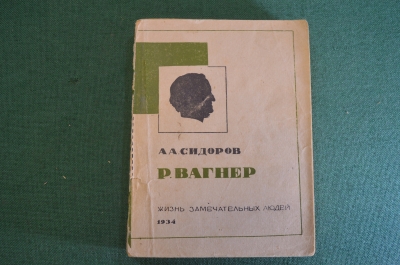 А.А.СИДОРОВ
Р.ВАГНЕР
ЖИЗНЬ ЗАМЕЧАТЕЛЬНЫХ ЛЮДЕЙ
1934